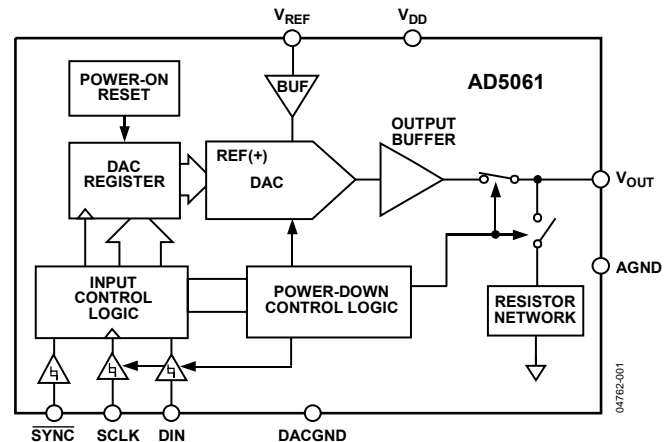 VREF
VDD
BUF
AD5061
POWER-ON
RESET
OUTPUT
BUFFER
REF(+)
DAC
REGISTER
DAC
VOUT
AGND
INPUT
CONTROL
LOGIC
POWER-DOWN
CONTROL LOGIC
RESISTOR
NETWORK
04762-001
SYNC
SCLK
DIN
DACGND